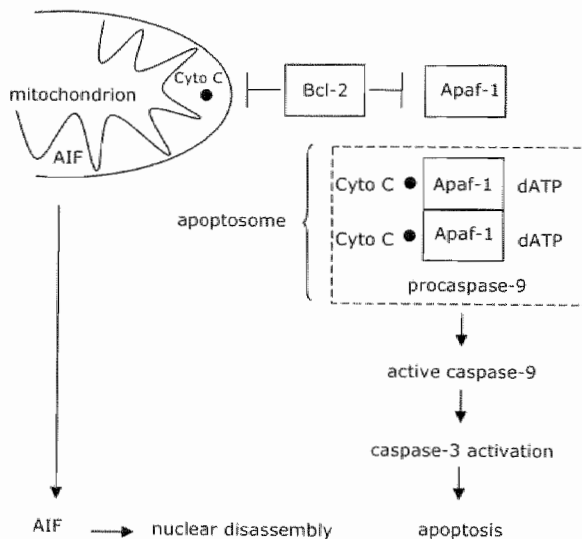 Cyto C
mitochondrion
Bcl-2
Apaf-1
AIF
apoptosome
Cyto C Apaf-1 dATP
Cyto C Apaf-1 dATP
procaspase-9
active caspase-9
caspase-3 activation
AIF nuclear disassembly apoptosis